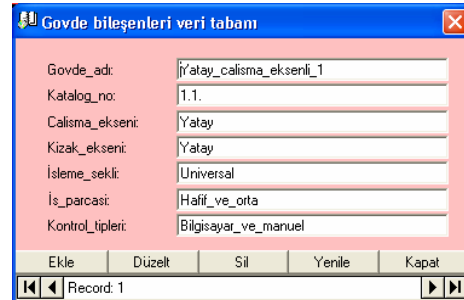 Govde bileşenleri veri tabanı
Govde_adı: Yatay_calisma_eksenli_1
Katalog_no: 1.1.
Calisma_ekseni: Yatay
Kizak_ekseni: Yatay
İsleme_sekli: Universal
İs_parcasi: Hafif_ve_orta
Kontrol_tipleri: Bilgisayar_ve_manuel
Ekle Düzelt Sil Yenile Kapat
Record: 1